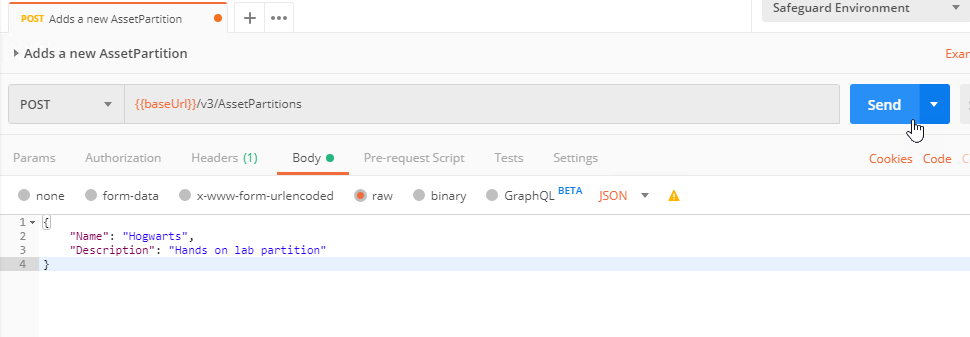 POST Adds a new AssetPartition
Safeguard Environment
Adds a new AssetPartition
Exar
POST {{baseUrl}}/v3/AssetPartitions Send
Params Authorization Headers (1) Body Pre-request Script Tests Settings Cookies Code C
none form-data x-www-form-urlencoded raw binary GraphQL BETA JSON
1 {
2 "Name": "Hogwarts",
3 "Description": "Hands on lab partition"
4 }